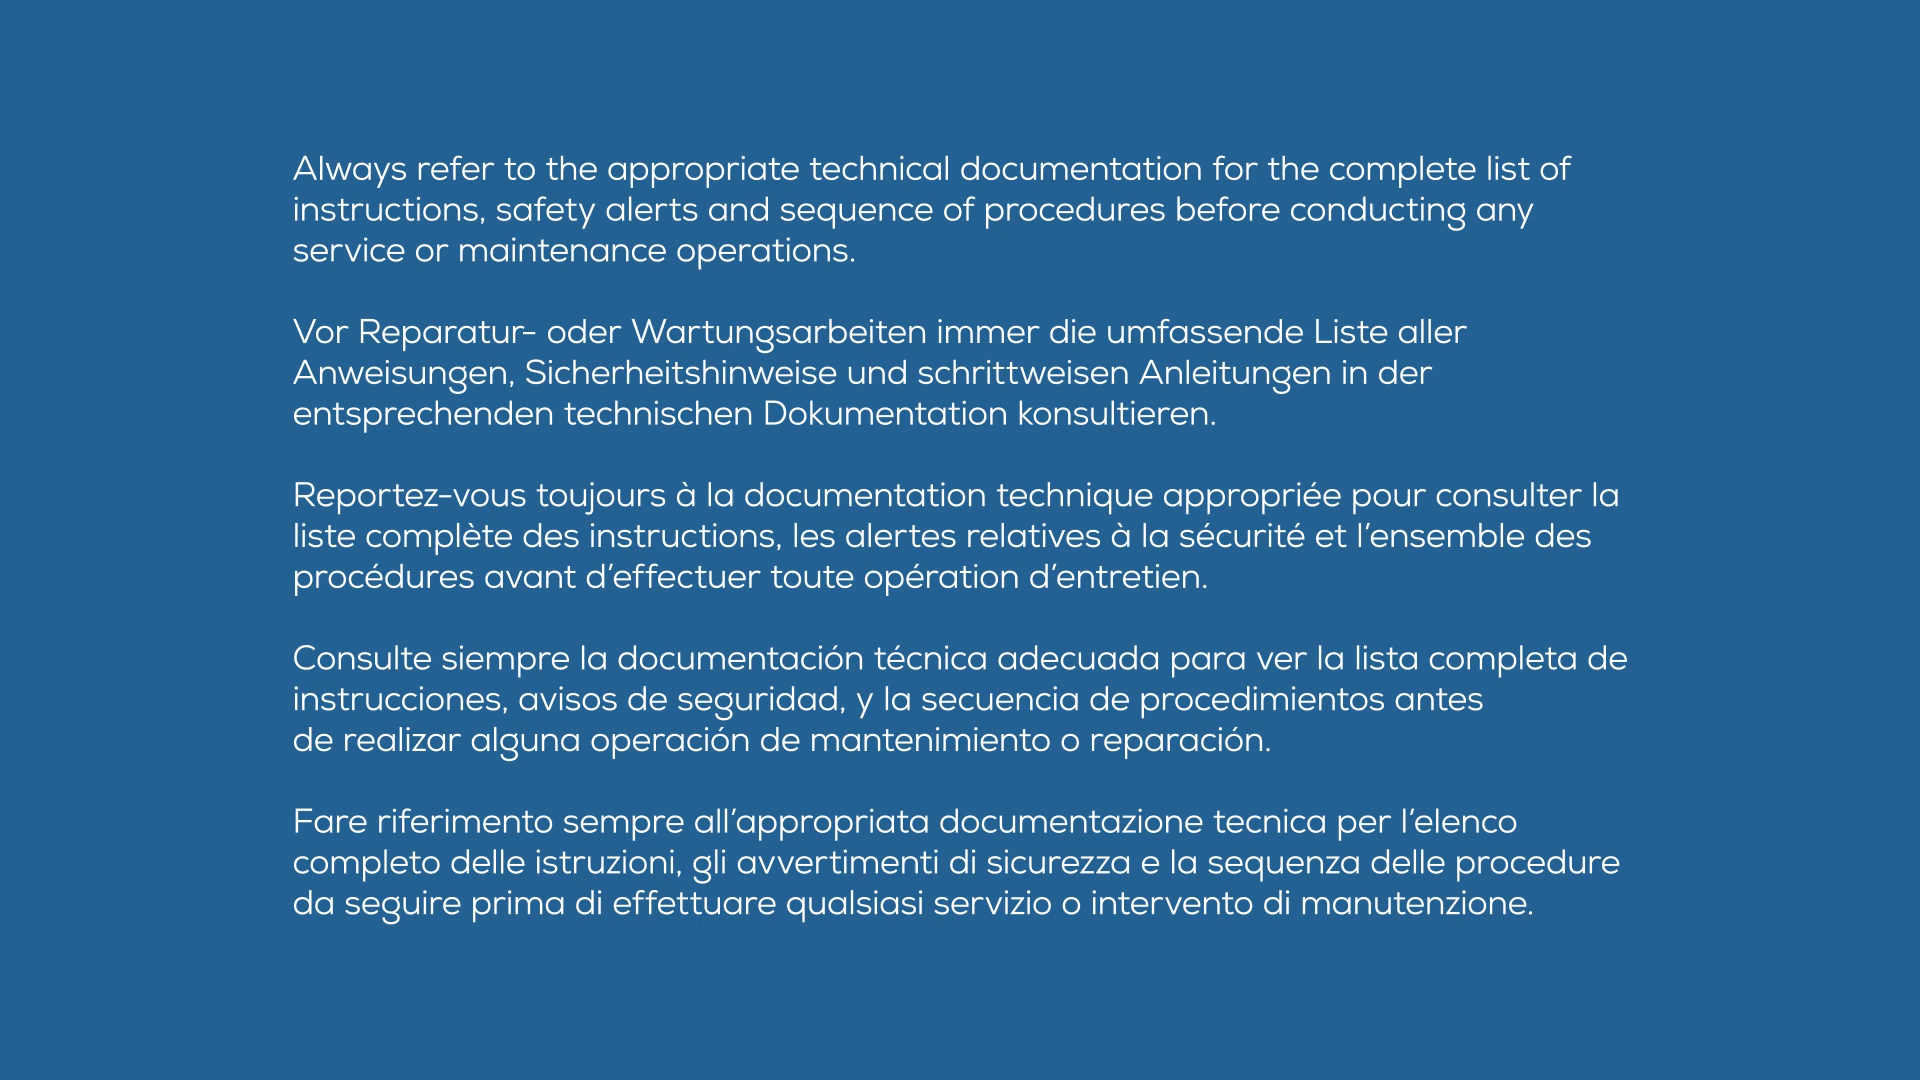 Always refer to the appropriate technical documentation for the complete list of
instructions, safety alerts and sequence of procedures before conducting any
service or maintenance operations.
Vor Reparatur- oder Wartungsarbeiten immer die umfassende Liste aller
Anweisungen, Sicherheitshinweise und schrittweisen Anleitungen in der
entsprechenden technischen Dokumentation konsultieren.
Reportez-vous toujours à la documentation technique appropriée pour consulter la
liste complète des instructions, les alertes relatives à la sécurité et l’ensemble des
procédures avant d’effectuer toute opération d’entretien.
Consulte siempre la documentación técnica adecuada para ver la lista completa de
instrucciones, avisos de seguridad, y la secuencia de procedimientos antes
de realizar alguna operación de mantenimiento o reparación.
Fare riferimento sempre all’appropriata documentazione tecnica per l’elenco
completo delle istruzioni, gli avvertimenti di sicurezza e la sequenza delle procedure
da seguire prima di effettuare qualsiasi servizio o intervento di manutenzione.